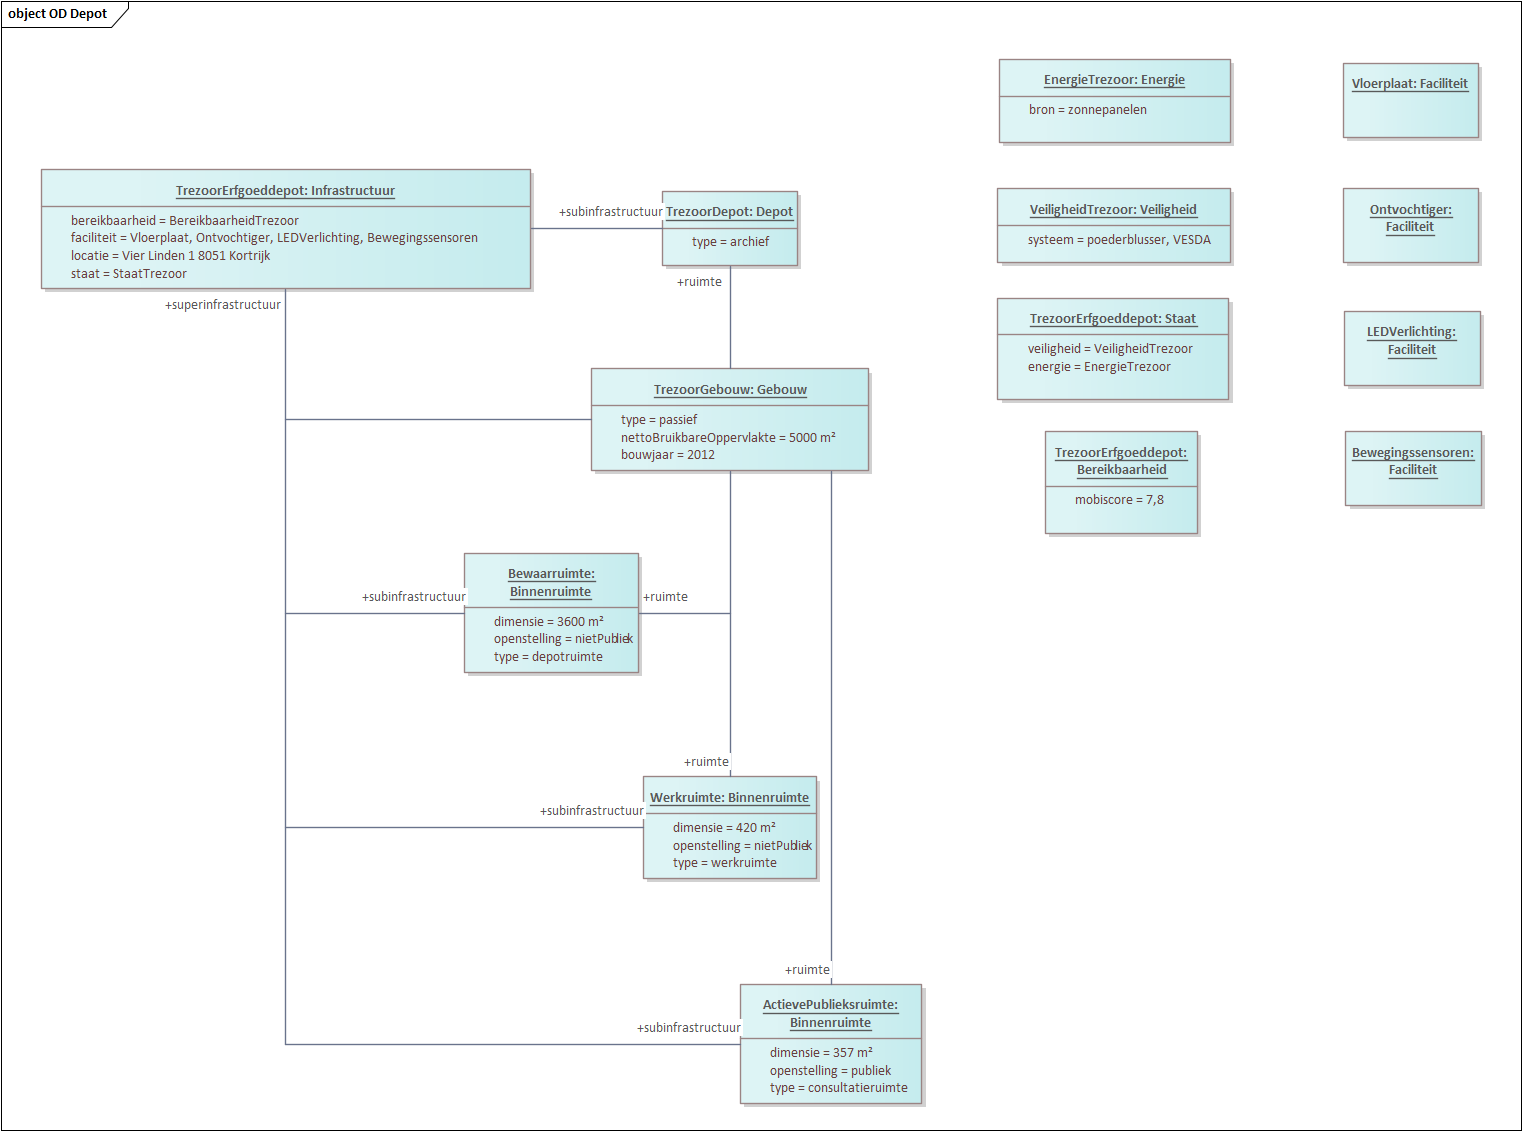 object OD Depot
TrezoorErfgoeddepot: Infrastructuur
bereikbaarheid = BereikbaarheidTrezoor
faciliteit = Vloerplaat, Ontvochtiger, LEDVerlichting, Bewegingssensoren
locatie = Vier Linden 1 8051 Kortrijk
staat = StaatTrezoor
+superinfrastructuur
+subinfrastructuur
TrezoorDepot: Depot
type = archief
+ruimte
TrezoorGebouw: Gebouw
type = passief
nettoBruikbareOppervlakte = 5000 m²
bouwjaar = 2012
+subinfrastructuur
Bewaarruimte:
Binnenruimte
dimensie = 3600 m²
openstelling = nietPubliek
type = depotruimte
+ruimte
+ruimte
+subinfrastructuur
Werkruimte: Binnenruimte
dimensie = 420 m²
openstelling = nietPubliek
type = werkruimte
+ruimte
+subinfrastructuur
ActievePublieksruimte:
Binnenruimte
dimensie = 357 m²
openstelling = publiek
type = consultatieruimte
EnergieTrezoor: Energie
bron = zonnepanelen
VeiligheidTrezoor: Veiligheid
systeem = poederblusser, VESDA
TrezoorErfgoeddepot: Staat
veiligheid = VeiligheidTrezoor
energie = EnergieTrezoor
TrezoorErfgoeddepot:
Bereikbaarheid
mobiscore = 7,8
Vloerplaat: Faciliteit
Ontvochtiger:
Faciliteit
LEDVerlichting:
Faciliteit
Bewegingssensoren:
Faciliteit